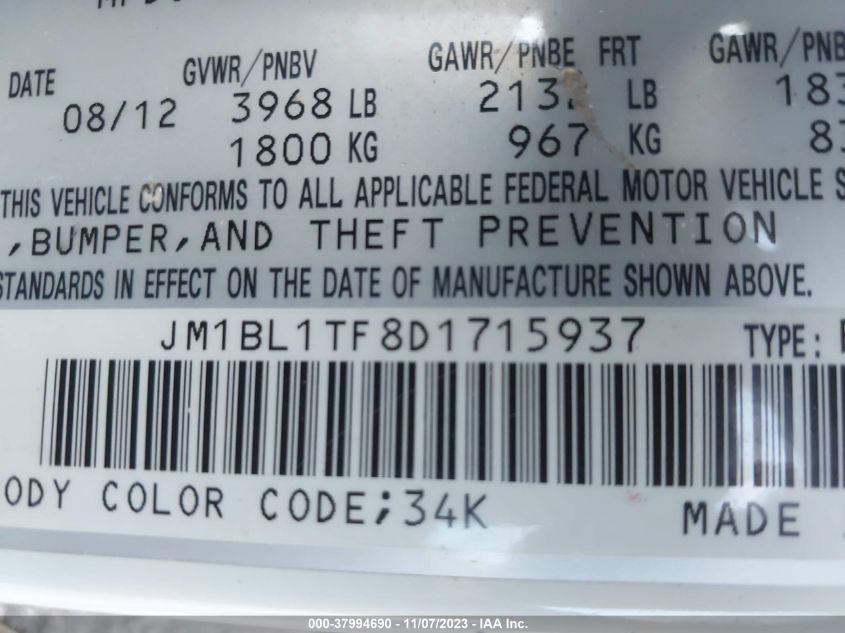 DATE GVWR/PNBV GAWR/PNBE FRT GAWR/PNB
08/12 3968 LB LB
1800 KG 967 KG
THIS VEHICLE CONFORMS TO ALL APPLICABLE FEDERAL MOTOR VEHICLE S
,BUMPER,AND THEFT PREVENTION
STANDARDS IN EFFECT ON THE DATE OF MANUFACTURE SHOWN ABOVE.
JM1BL1TF8D1715937 TYPE:
ODY COLOR CODE;34K MADE
000-37994690 - 11/07/2023 - IAA Inc.